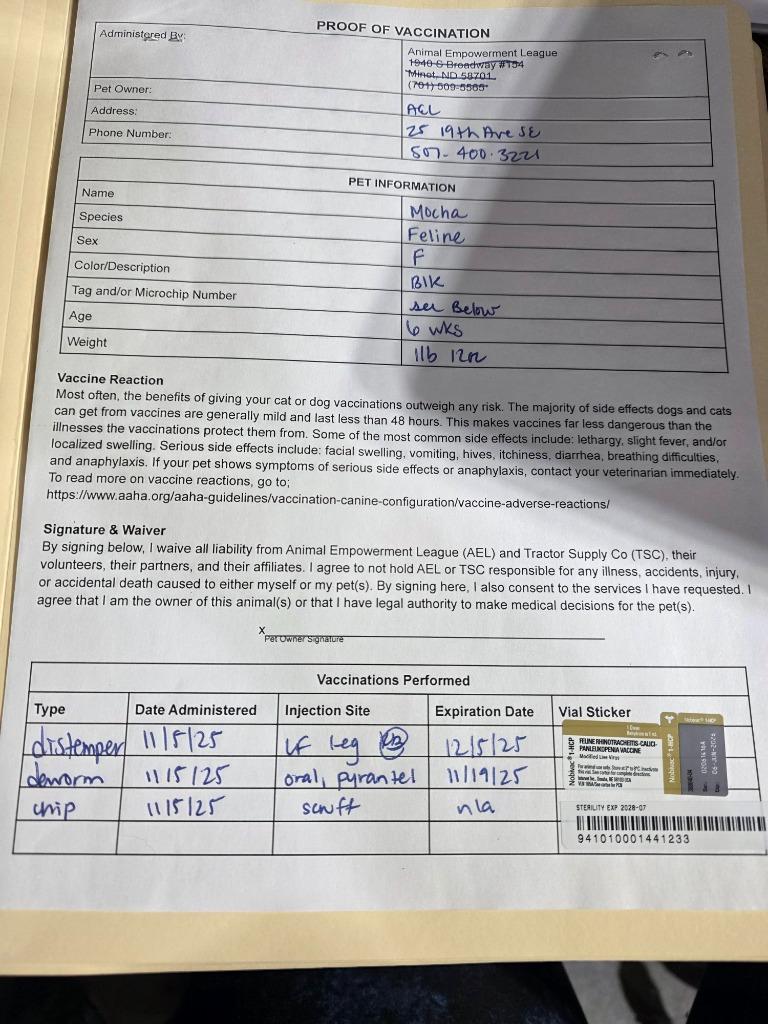 PROOF OF VACCINATION
Administered By:
Animal Empowerment League
1940 S Broadway #154
Minot, ND 58701
(701) 509-5565
Pet Owner: AEL
Address: 25 19th Ave SE
Phone Number: 507-400-3221
PET INFORMATION
Name Mocha
Species Feline
Sex F
Color/Description Blk
Tag and/or Microchip Number see Below
Age 6 wks
Weight 1lb 12oz
Vaccine Reaction
Most often, the benefits of giving your cat or dog vaccinations outweigh any risk. The majority of side effects dogs and cats
can get from vaccines are generally mild and last less than 48 hours. This makes vaccines far less dangerous than the
illnesses the vaccinations protect them from. Some of the most common side effects include: lethargy, slight fever, and/or
localized swelling. Serious side effects include: facial swelling, vomiting, hives, itchiness, diarrhea, breathing difficulties,
and anaphylaxis. If your pet shows symptoms of serious side effects or anaphylaxis, contact your veterinarian immediately.
To read more on vaccine reactions, go to;
https://www.aaha.org/aaha-guidelines/vaccination-canine-configuration/vaccine-adverse-reactions/
Signature & Waiver
By signing below, I waive all liability from Animal Empowerment League (AEL) and Tractor Supply Co (TSC), their
volunteers, their partners, and their affiliates. I agree to not hold AEL or TSC responsible for any illness, accidents, injury,
or accidental death caused to either myself or my pet(s). By signing here, I also consent to the services I have requested. I
agree that I am the owner of this animal(s) or that I have legal authority to make medical decisions for the pet(s).
x
Pet Owner Signature
Vaccinations Performed
Type Date Administered Injection Site Expiration Date Vial Sticker
distemper 11/5/25 LF Leg 12/5/25
deworm 11/5/25 oral, pyrantel 11/19/25
chip 11/5/25 scruff n/a
Nobivac® 1-HCP
FELINE RHINOTRACHEITIS-CALICI-
PANLEUKOPENIA VACCINE
Modified Live Virus
Nobivac® 1-HCP
STERILITY EXP 2028-07
941010001441233